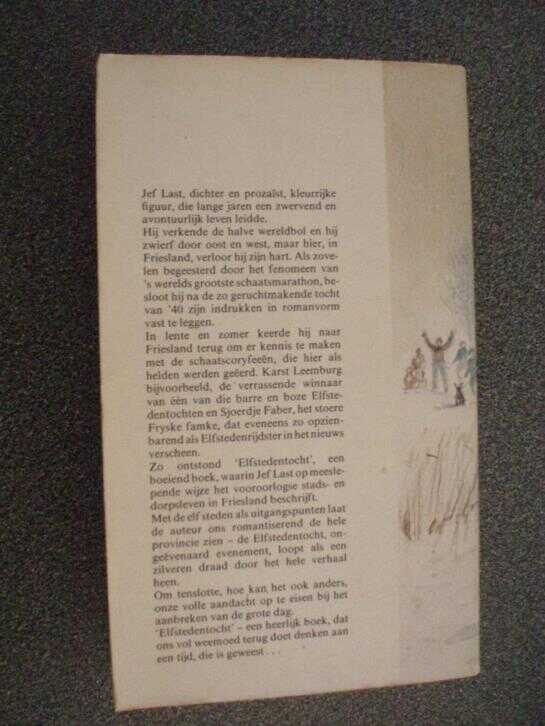 Jef Last, dichter en prozaïst, kleurrijke
figuur, die lange jaren een zwervend en
avontuurlijk leven leidde.
Hij verkende de halve wereldbol en hij
zwierf door oost en west, maar hier, in
Friesland, verloor hij zijn hart. Als zove-
len begeesterd door het fenomeen van
's werelds grootste schaatsmarathon, be-
sloot hij na de zo geruchtmakende tocht
van '40 zijn indrukken in romanvorm
vast te leggen.
In lente en zomer keerde hij naar
Friesland terug om er kennis te maken
met de schaatscoryfeeën, die hier als
helden werden geëerd. Karst Leemburg
bijvoorbeeld, de verrassende winnaar
van één van die barre en boze Elfste-
dentochten en Sjoerdje Faber, het stoere
Fryske famke, dat eveneens zo opzien-
barend als Elfstedenrijdster in het nieuws
verscheen.
Zo ontstond 'Elfstedentocht', een
boeiend boek, waarin Jef Last op meesle-
pende wijze het vooroorlogse stads- en
dorpsleven in Friesland beschrijft.
Met de elf steden als uitgangspunten laat
de auteur ons romantiserend de hele
provincie zien – de Elfstedentocht, on-
geëvenaard evenement, loopt als een
zilveren draad door het hele verhaal
heen.
Om tenslotte, hoe kan het ook anders,
onze volle aandacht op te eisen bij het
aanbreken van de grote dag.
'Elfstedentocht' – een heerlijk boek, dat
ons vol weemoed terug doet denken aan
een tijd, die is geweest . . .